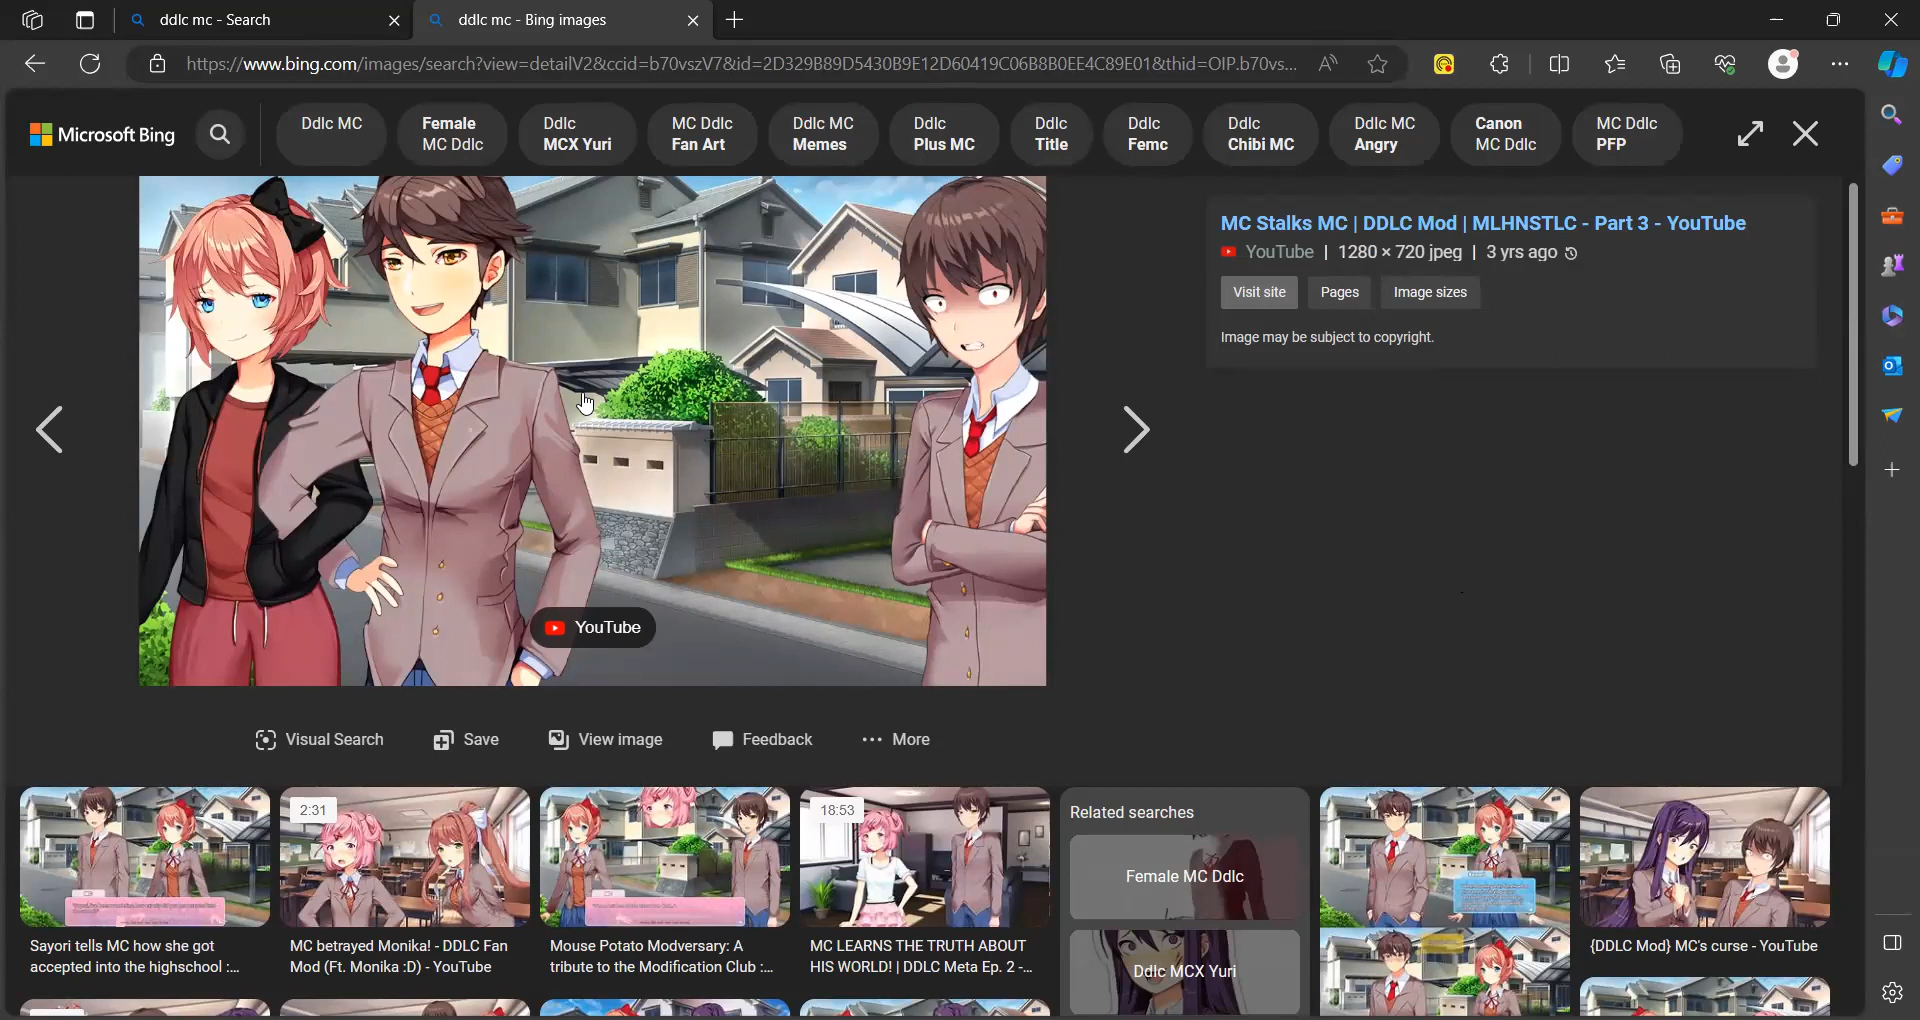 ddlc mc - Search
ddlc mc - Bing images
https://www.bing.com/images/search?view=detailV2&ccid=b70vszV7&id=2D329B89D5430B9E12D60419C06B8B0EE4C89E01&thid=OIP.b70vs...
Microsoft Bing
Ddlc MC
Female
MC Ddlc
Ddlc
MCX Yuri
MC Ddlc
Fan Art
Ddlc MC
Memes
Ddlc
Plus MC
Ddlc
Title
Ddlc
Femc
Ddlc
Chibi MC
Ddlc MC
Angry
Canon
MC Ddlc
MC Ddlc
PFP
MC Stalks MC | DDLC Mod | MLHNSTLC - Part 3 - YouTube
YouTube | 1280 × 720 jpeg | 3 yrs ago
Visit site
Pages
Image sizes
Image may be subject to copyright.
YouTube
Visual Search
Save
View image
Feedback
... More
2:31
18:53
Sayori tells MC how she got
accepted into the highschool :...
MC betrayed Monika! - DDLC Fan
Mod (Ft. Monika :D) - YouTube
Mouse Potato Modversary: A
tribute to the Modification Club :...
MC LEARNS THE TRUTH ABOUT
HIS WORLD! | DDLC Meta Ep. 2 -...
Related searches
Female MC Ddlc
Ddlc MCX Yuri
{DDLC Mod} MC's curse - YouTube